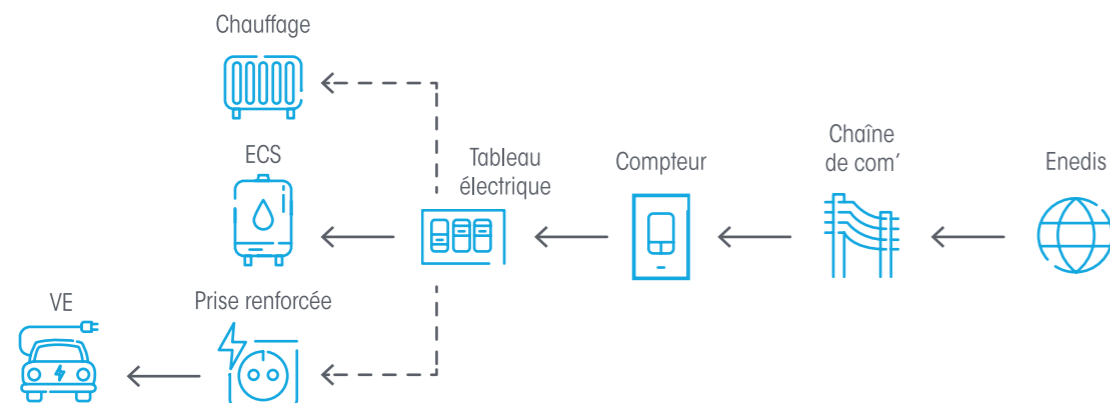 Chauffage
ECS
Tableau
électrique
Compteur
Chaîne
de com’
Enedis
VE
Prise renforcée